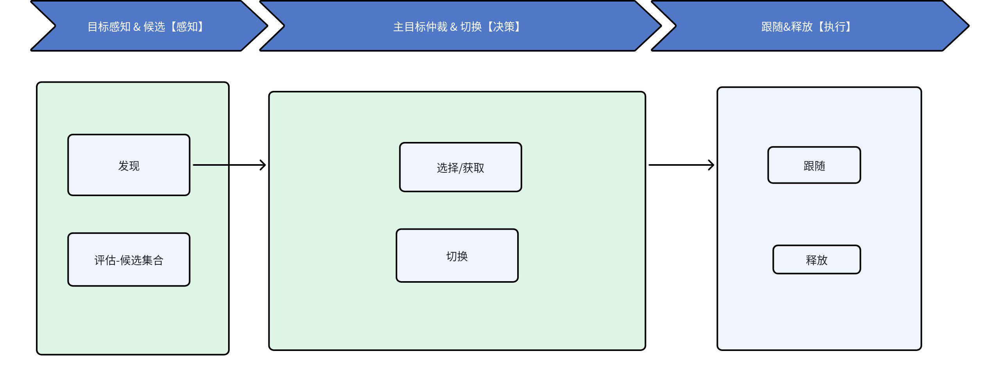 目标感知 & 候选【感知】
主目标仲裁 & 切换【决策】
跟随&释放【执行】
发现
评估-候选集合
选择/获取
切换
跟随
释放